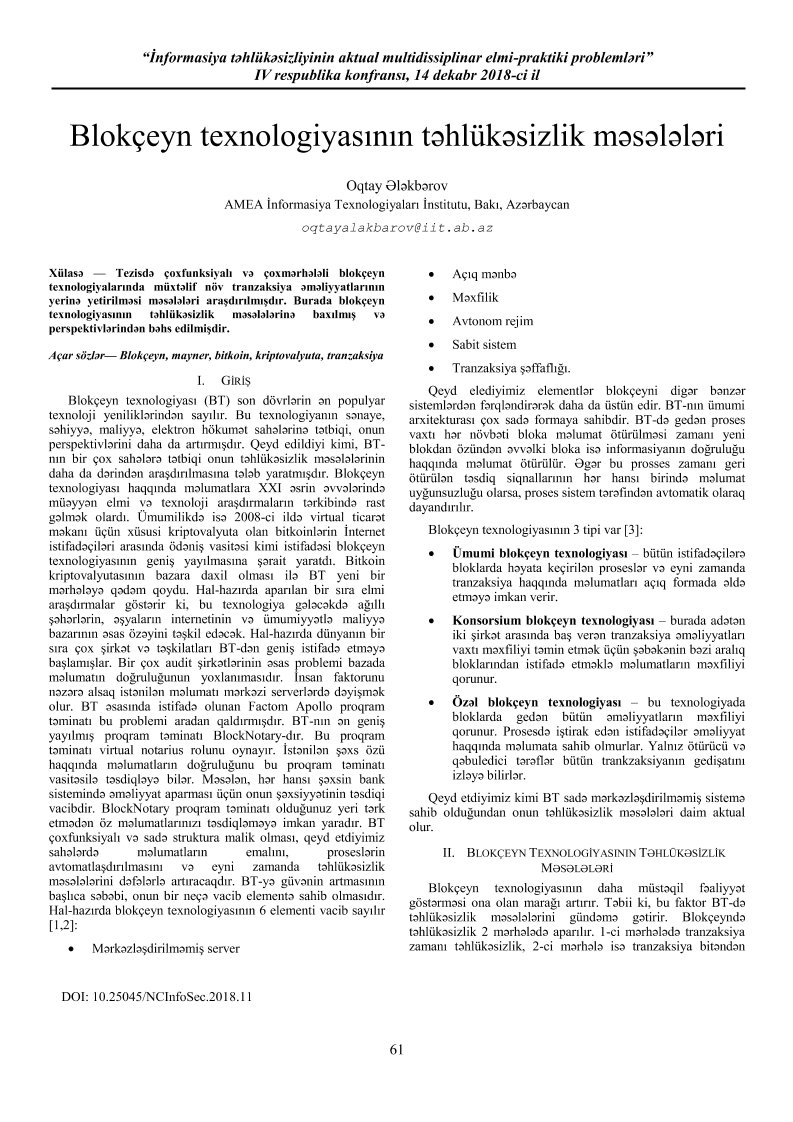 “İnformasiya təhlükəsizliyinin aktual multidissiplinar elmi-praktiki problemləri”
IV respublika konfransı, 14 dekabr 2018-ci il
Blokçeyn texnologiyasının təhlükəsizlik məsələləri
Oqtay Ələkbərov
AMEA İnformasiya Texnologiyaları İnstitutu, Bakı, Azərbaycan
oqtayalakbarov@iit.ab.az
Xülasə — Tezisdə çoxfunksiyalı və çoxmərhələli blokçeyn
texnologiyalarında müxtəlif növ tranzaksiya əməliyyatlarının
yerinə yetirilməsi məsələləri araşdırılmışdır. Burada blokçeyn
texnologiyasının təhlükəsizlik məsələlərinə baxılmış və
perspektivlərindən bəhs edilmişdir.
Açar sözlər— Blokçeyn, mayner, bitkoin, kriptovalyuta, tranzaksiya
I. GİRİŞ
Blokçeyn texnologiyası (BT) son dövrlərin ən populyar
texnoloji yeniliklərindən sayılır. Bu texnologiyanın sənaye,
səhiyyə, maliyyə, elektron hökumət sahələrinə tətbiqi, onun
perspektivlərini daha da artırmışdır. Qeyd edildiyi kimi, BT-
nın bir çox sahələrə tətbiqi onun təhlükəsizlik məsələlərinin
daha da dərindən araşdırılmasına tələb yaratmışdır. Blokçeyn
texnologiyası haqqında məlumatlara XXI əsrin əvvələrində
müəyyən elmi və texnoloji araşdırmaların tərkibində rast
gəlmək olardı. Ümumilikdə isə 2008-ci ildə virtual ticarət
məkanı üçün xüsusi kriptovalyuta olan bitkoinlərin İnternet
istifadəçiləri arasında ödəniş vasitəsi kimi istifadəsi blokçeyn
texnologiyasının geniş yayılmasına şərait yaratdı. Bitkoin
kriptovalyutasının bazara daxil olması ilə BT yeni bir
mərhələyə qədəm qoydu. Hal-hazırda aparılan bir sıra elmi
araşdırmalar göstərir ki, bu texnologiya gələcəkdə ağıllı
şəhərlərin, əşyaların internetinin və ümumiyyətlə maliyyə
bazarının əsas özəyini təşkil edəcək. Hal-hazırda dünyanın bir
sıra çox şirkət və təşkilatları BT-dən geniş istifadə etməyə
başlamışlar. Bir çox audit şirkətlərinin əsas problemi bazada
məlumatın doğruluğunun yoxlanımasıdır. İnsan faktorunu
nəzərə alsaq istənilən məlumatı mərkəzi serverlərdə dəyişmək
olur. BT əsasında istifadə olunan Factom Apollo proqram
təminatı bu problemi aradan qaldırmışdır. BT-nın ən geniş
yayılmış proqram təminatı BlockNotary-dır. Bu proqram
təminatı virtual notarius rolunu oynayır. İstənilən şəxs özü
haqqında məlumatların doğruluğunu bu proqram təminatı
vasitəsilə təsdiqləyə bilər. Məsələn, hər hansı şəxsin bank
sistemində əməliyyat aparması üçün onun şəxsiyyətinin təsdiqi
vacibdir. BlockNotary proqram təminatı olduğunuz yeri tərk
etmədən öz məlumatlarınızı təsdiqləməyə imkan yaradır. BT
çoxfunksiyalı və sadə struktura malik olması, qeyd etdiyimiz
sahələrdə məlumatların emalını, proseslərin
avtomatlaşdırılmasını və eyni zamanda təhlükəsizlik
məsələlərini dəfələrlə artıracaqdır. BT-yə güvənin artmasının
başlıca səbəbi, onun bir neçə vacib elementə sahib olmasıdır.
Hal-hazırda blokçeyn texnologiyasının 6 elementi vacib sayılır
[1,2]:
• Mərkəzləşdirilməmiş server
• Açıq mənbə
• Məxfilik
• Avtonom rejim
• Sabit sistem
• Tranzaksiya şəffaflığı.
Qeyd elediyimiz elementlər blokçeyni digər bənzər
sistemlərdən fərqləndirərək daha da üstün edir. BT-nın ümumi
arxitekturası çox sadə formaya sahibdir. BT-də gedən proses
vaxtı hər növbəti bloka məlumat ötürülməsi zamanı yeni
blokdan özündən əvvəlki bloka isə informasiyanın doğruluğu
haqqında məlumat ötürülür. Əgər bu prosses zamanı geri
ötürülən təsdiq siqnallarının hər hansı birində məlumat
uyğunsuzluğu olarsa, proses sistem tərəfindən avtomatik olaraq
dayandırılır.
Blokçeyn texnologiyasının 3 tipi var [3]:
• Ümumi blokçeyn texnologiyası – bütün istifadəçilərə
bloklarda həyata keçirilən proseslər və eyni zamanda
tranzaksiya haqqında məlumatları açıq formada əldə
etməyə imkan verir.
• Konsorsium blokçeyn texnologiyası – burada adətən
iki şirkət arasında baş verən tranzaksiya əməliyyatları
vaxtı məxfiliyi təmin etmək üçün şəbəkənin bəzi aralıq
bloklarından istifadə etməklə məlumatların məxfiliyi
qorunur.
• Özəl blokçeyn texnologiyası – bu texnologiyada
bloklarda gedən bütün əməliyyatların məxfiliyi
qorunur. Prosesdə iştirak edən istifadəçilər əməliyyat
haqqında məlumata sahib olmurlar. Yalnız ötürücü və
qəbuledici tərəflər bütün trankzaksiyanın gedişatını
izləyə bilirlər.
Qeyd etdiyimiz kimi BT sadə mərkəzləşdirilməmiş sistemə
sahib olduğundan onun təhlükəsizlik məsələləri daim aktual
olur.
II. BLOKÇEYN TEXNOLOGİYASININ TƏHLÜKƏSİZLİK
MƏSƏLƏLƏRİ
Blokçeyn texnologiyasının daha müstəqil fəaliyyət
göstərməsi ona olan marağı artırır. Təbii ki, bu faktor BT-də
təhlükəsizlik məsələlərini gündəmə gətirir. Blokçeyndə
təhlükəsizlik 2 mərhələdə aparılır. 1-ci mərhələdə tranzaksiya
zamanı təhlükəsizlik, 2-ci mərhələ isə tranzaksiya bitəndən
DOI: 10.25045/NCInfoSec.2018.11
61